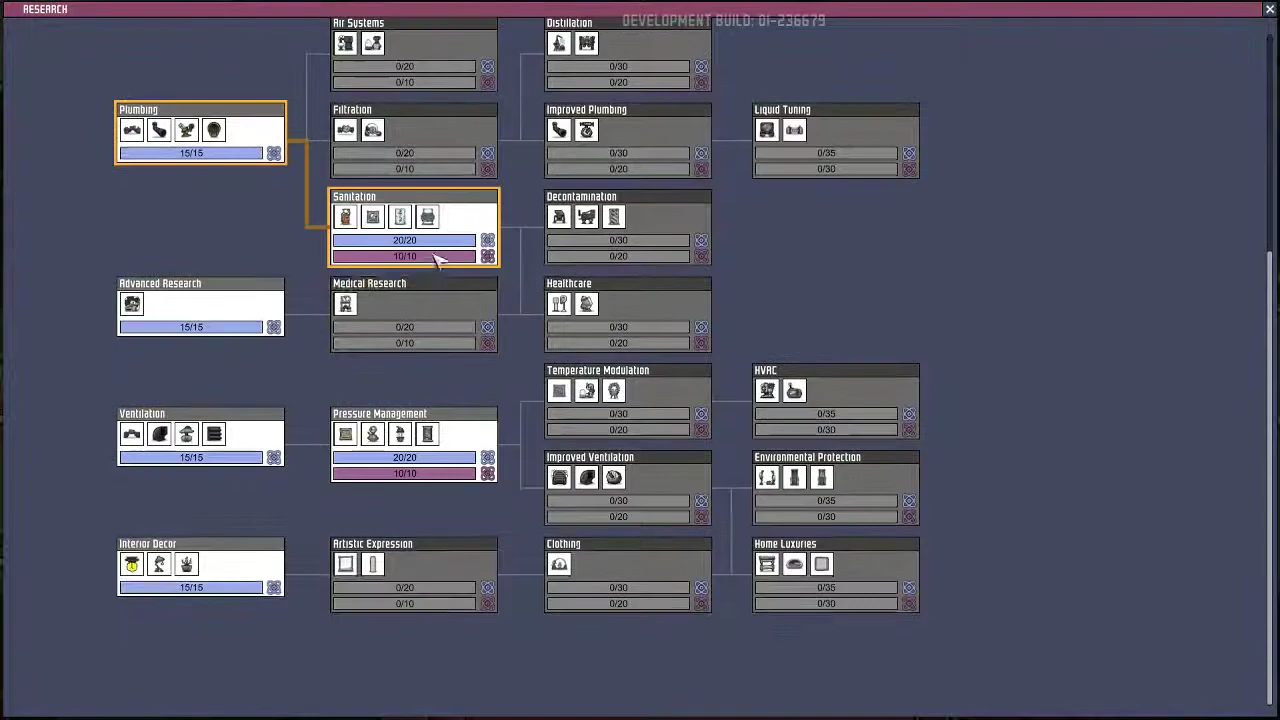 RESEARCH
DEVELOPMENT BUILD: 01-236679
Air Systems
0/20
0/10
Distillation
0/30
0/20
Plumbing
15/15
Filtration
0/20
0/10
Improved Plumbing
0/30
0/20
Liquid Tuning
0/35
0/30
Sanitation
20/20
10/10
Decontamination
0/30
0/20
Advanced Research
15/15
Medical Research
0/20
0/10
Healthcare
0/30
0/20
Temperature Modulation
0/30
0/20
HVAC
0/35
0/30
Ventilation
15/15
Pressure Management
20/20
10/10
Improved Ventilation
0/30
0/20
Environmental Protection
0/35
0/30
Interior Decor
15/15
Artistic Expression
0/20
0/10
Clothing
0/30
0/20
Home Luxuries
0/35
0/30